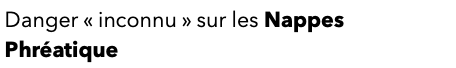 Danger « inconnu » sur les Nappes
Phréatique